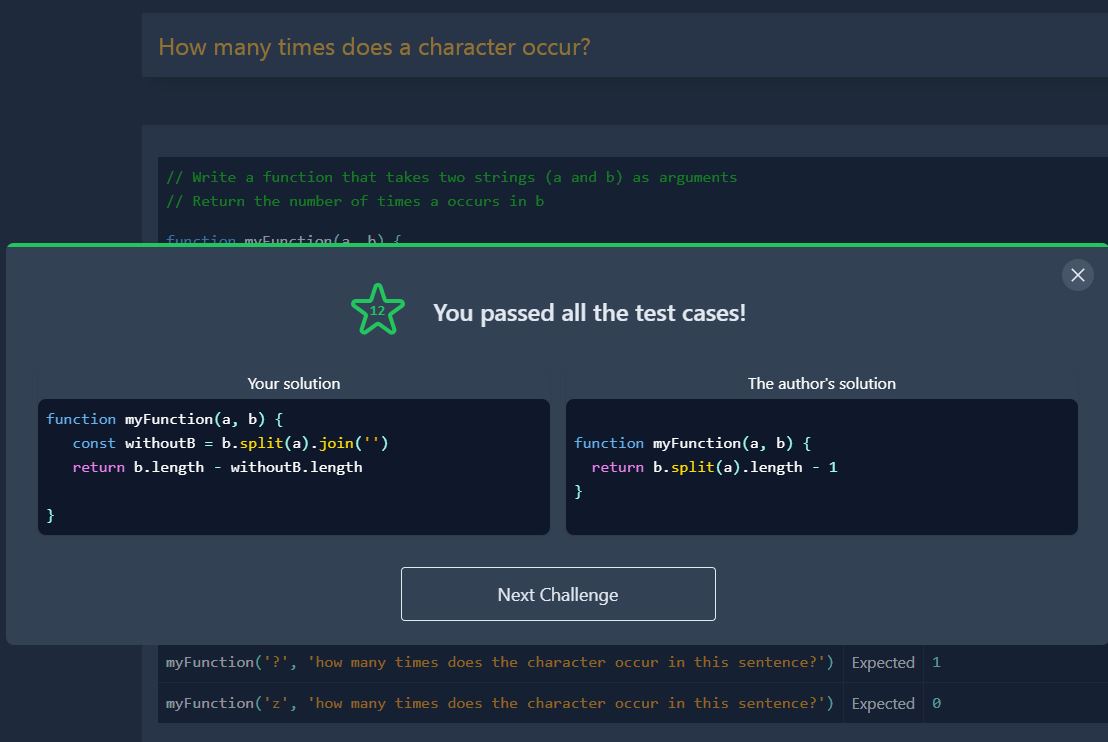 How many times does a character occur?
// Write a function that takes two strings (a and b) as arguments
// Return the number of times a occurs in b
function myFunction(a, b) {
12
You passed all the test cases!
Your solution
function myFunction(a, b) {
const withoutB = b.split(a).join('')
return b.length - withoutB.length
}
The author's solution
function myFunction(a, b) {
return b.split(a).length - 1
}
Next Challenge
myFunction('?', 'how many times does the character occur in this sentence?') Expected 1
myFunction('z', 'how many times does the character occur in this sentence?') Expected 0